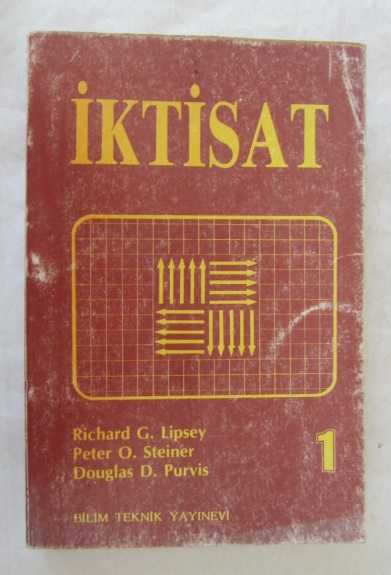 İKTİSAT
Richard G. Lipsey
Peter O. Steiner
Douglas D. Purvis
1
BİLİM TEKNİK YAYINEVİ